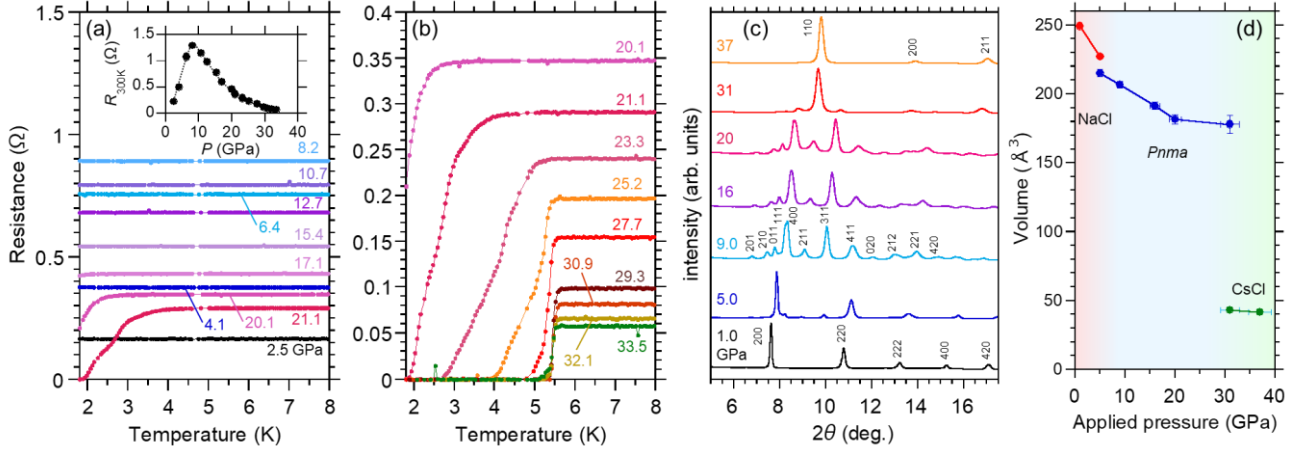 (a)
Resistance (Ω)
1.5
1
0.5
0
R300K (Ω)
1.5
1
0.5
0
0 10 20 30 40
P (GPa)
8.2
10.7
12.7
6.4
15.4
17.1
4.1
20.1
21.1
2.5 GPa
2 3 4 5 6 7 8
Temperature (K)
(b)
0.4
0.35
0.3
0.25
0.2
0.15
0.1
0.05
0
20.1
21.1
23.3
25.2
27.7
29.3
30.9
32.1
33.5
2 3 4 5 6 7 8
Temperature (K)
(c)
intensity (arb. units)
37
110
200
211
31
20
16
9.0
201
210
011
111
400
211
311
411
020
212
221
420
5.0
1.0
GPa
200
220
222
400
420
6 8 10 12 14 16
2θ (deg.)
(d)
Volume (Å3)
250
200
150
100
50
0
NaCl
Pnma
CsCl
0 10 20 30 40
Applied pressure (GPa)